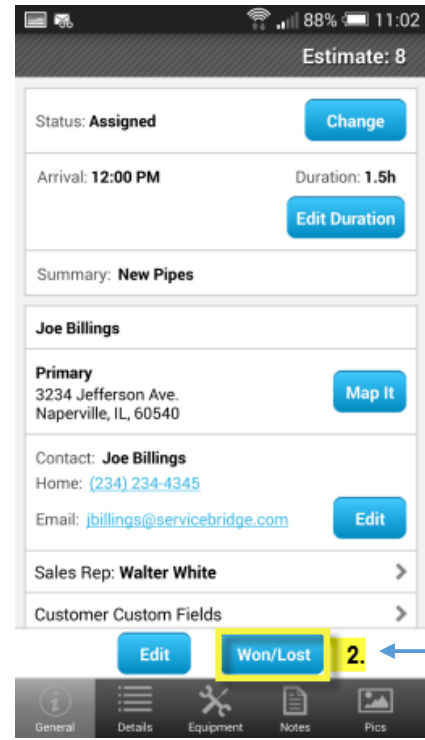 88% 11:02
Estimate: 8
Status: Assigned
Change
Arrival: 12:00 PM
Duration: 1.5h
Edit Duration
Summary: New Pipes
Joe Billings
Primary
3234 Jefferson Ave.
Naperville, IL, 60540
Map It
Contact: Joe Billings
Home: (234) 234-4345
Email: jbillings@servicebridge.com
Edit
Sales Rep: Walter White
Customer Custom Fields
Edit Won/Lost 2.
General Details Equipment Notes Pics